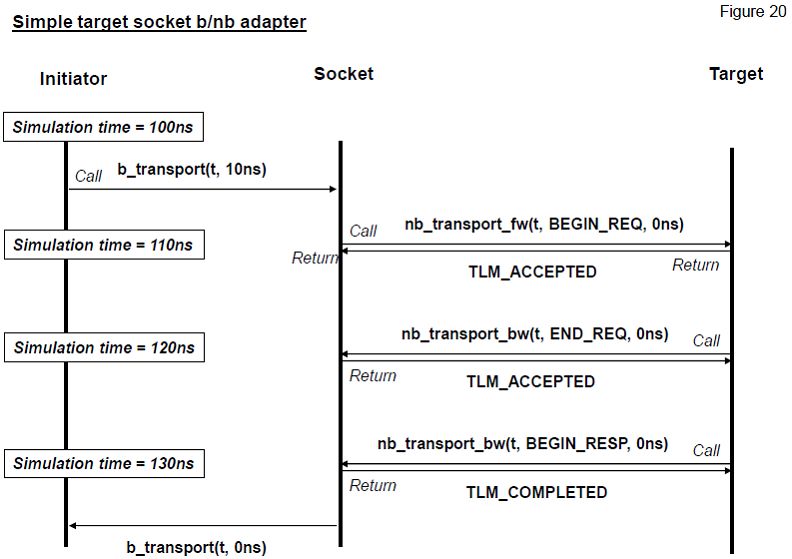 Figure 20
Simple target socket b/nb adapter
Initiator
Socket
Target
Simulation time = 100ns
Call
b_transport(t, 10ns)
nb_transport_fw(t, BEGIN_REQ, 0ns)
Call
Simulation time = 110ns
Return
TLM_ACCEPTED
Return
nb_transport_bw(t, END_REQ, 0ns)
Call
Simulation time = 120ns
Return
TLM_ACCEPTED
nb_transport_bw(t, BEGIN_RESP, 0ns)
Call
Simulation time = 130ns
Return
TLM_COMPLETED
b_transport(t, 0ns)